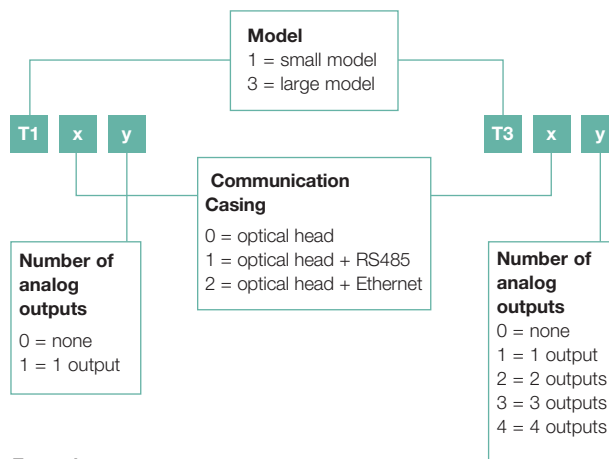 Model
1 = small model
3 = large model
T1 x y
T3 x y
Communication
Casing
0 = optical head
1 = optical head + RS485
2 = optical head + Ethernet
Number of
analog
outputs
0 = none
1 = 1 output
Number of
analog
outputs
0 = none
1 = 1 output
2 = 2 outputs
3 = 3 outputs
4 = 4 outputs